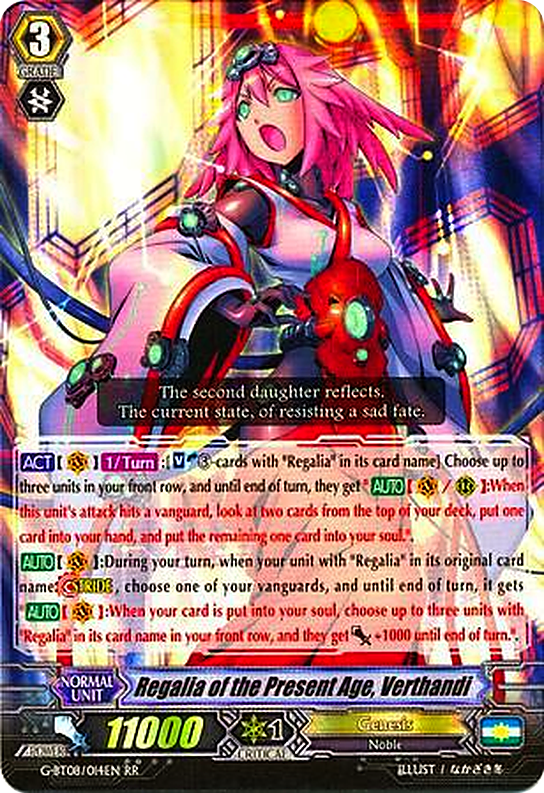 3
GRADE
The second daughter reflects.
The current state, of resisting a sad fate.
ACT [ ] 1/Turn :[ V ③-cards with "Regalia" in its card name] Choose up to
three units in your front row, and until end of turn, they get "AUTO [ / ]:When
this unit's attack hits a vanguard, look at two cards from the top of your deck, put one
card into your hand, and put the remaining one card into your soul.".
AUTO [ ]:During your turn, when your unit with "Regalia" in its original card
name STRIDE, choose one of your vanguards, and until end of turn, it gets "
AUTO [ ]:When your card is put into your soul, choose up to three units with
"Regalia" in its card name in your front row, and they get +1000 until end of turn.".
NORMAL
UNIT
Regalia of the Present Age, Verthandi
POWER
11000
1
CRITICAL
Genesis
Noble
G-BT08/014EN RR
ILLUST / なかざき冬